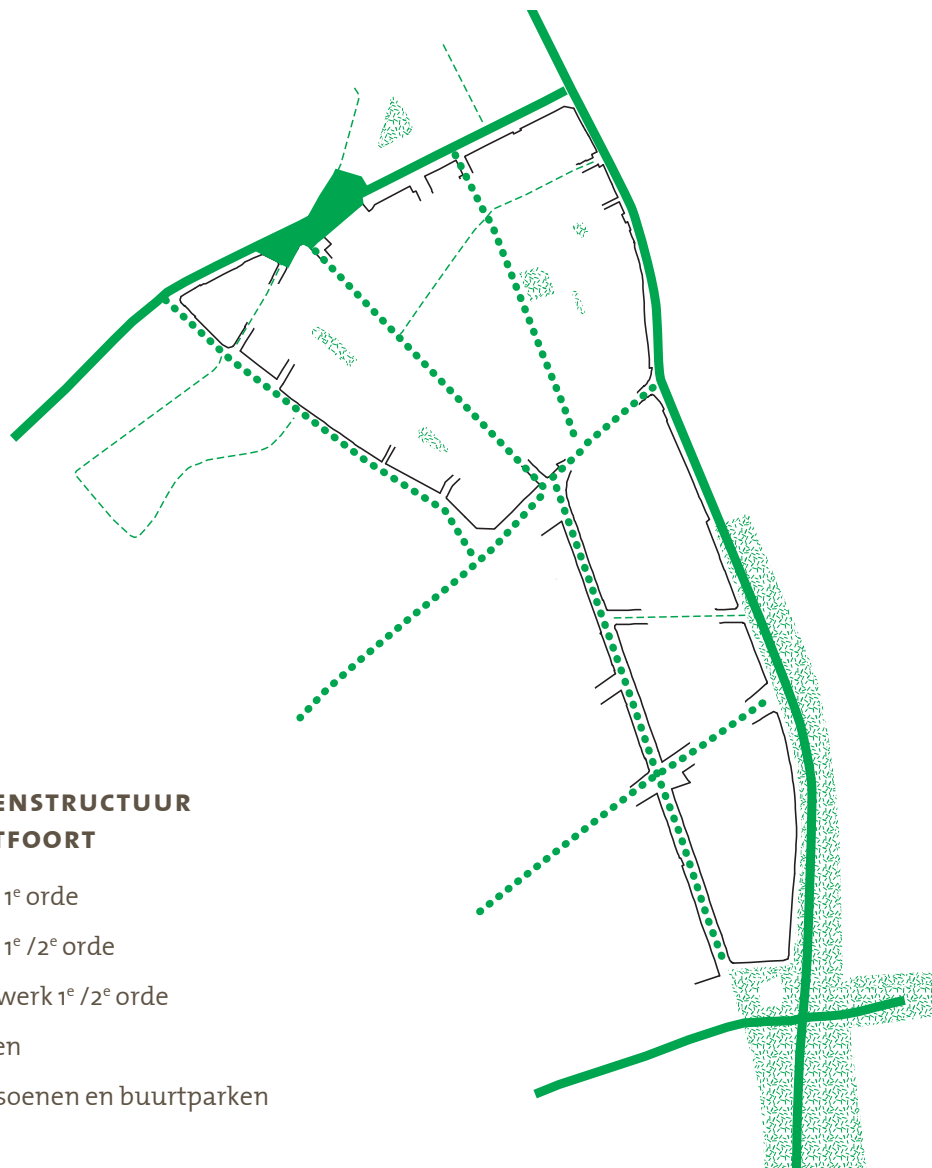 ENSTRUCTUUR
TFOORT
1e orde
1e /2e orde
werk 1e /2e orde
en
soenen en buurtparken